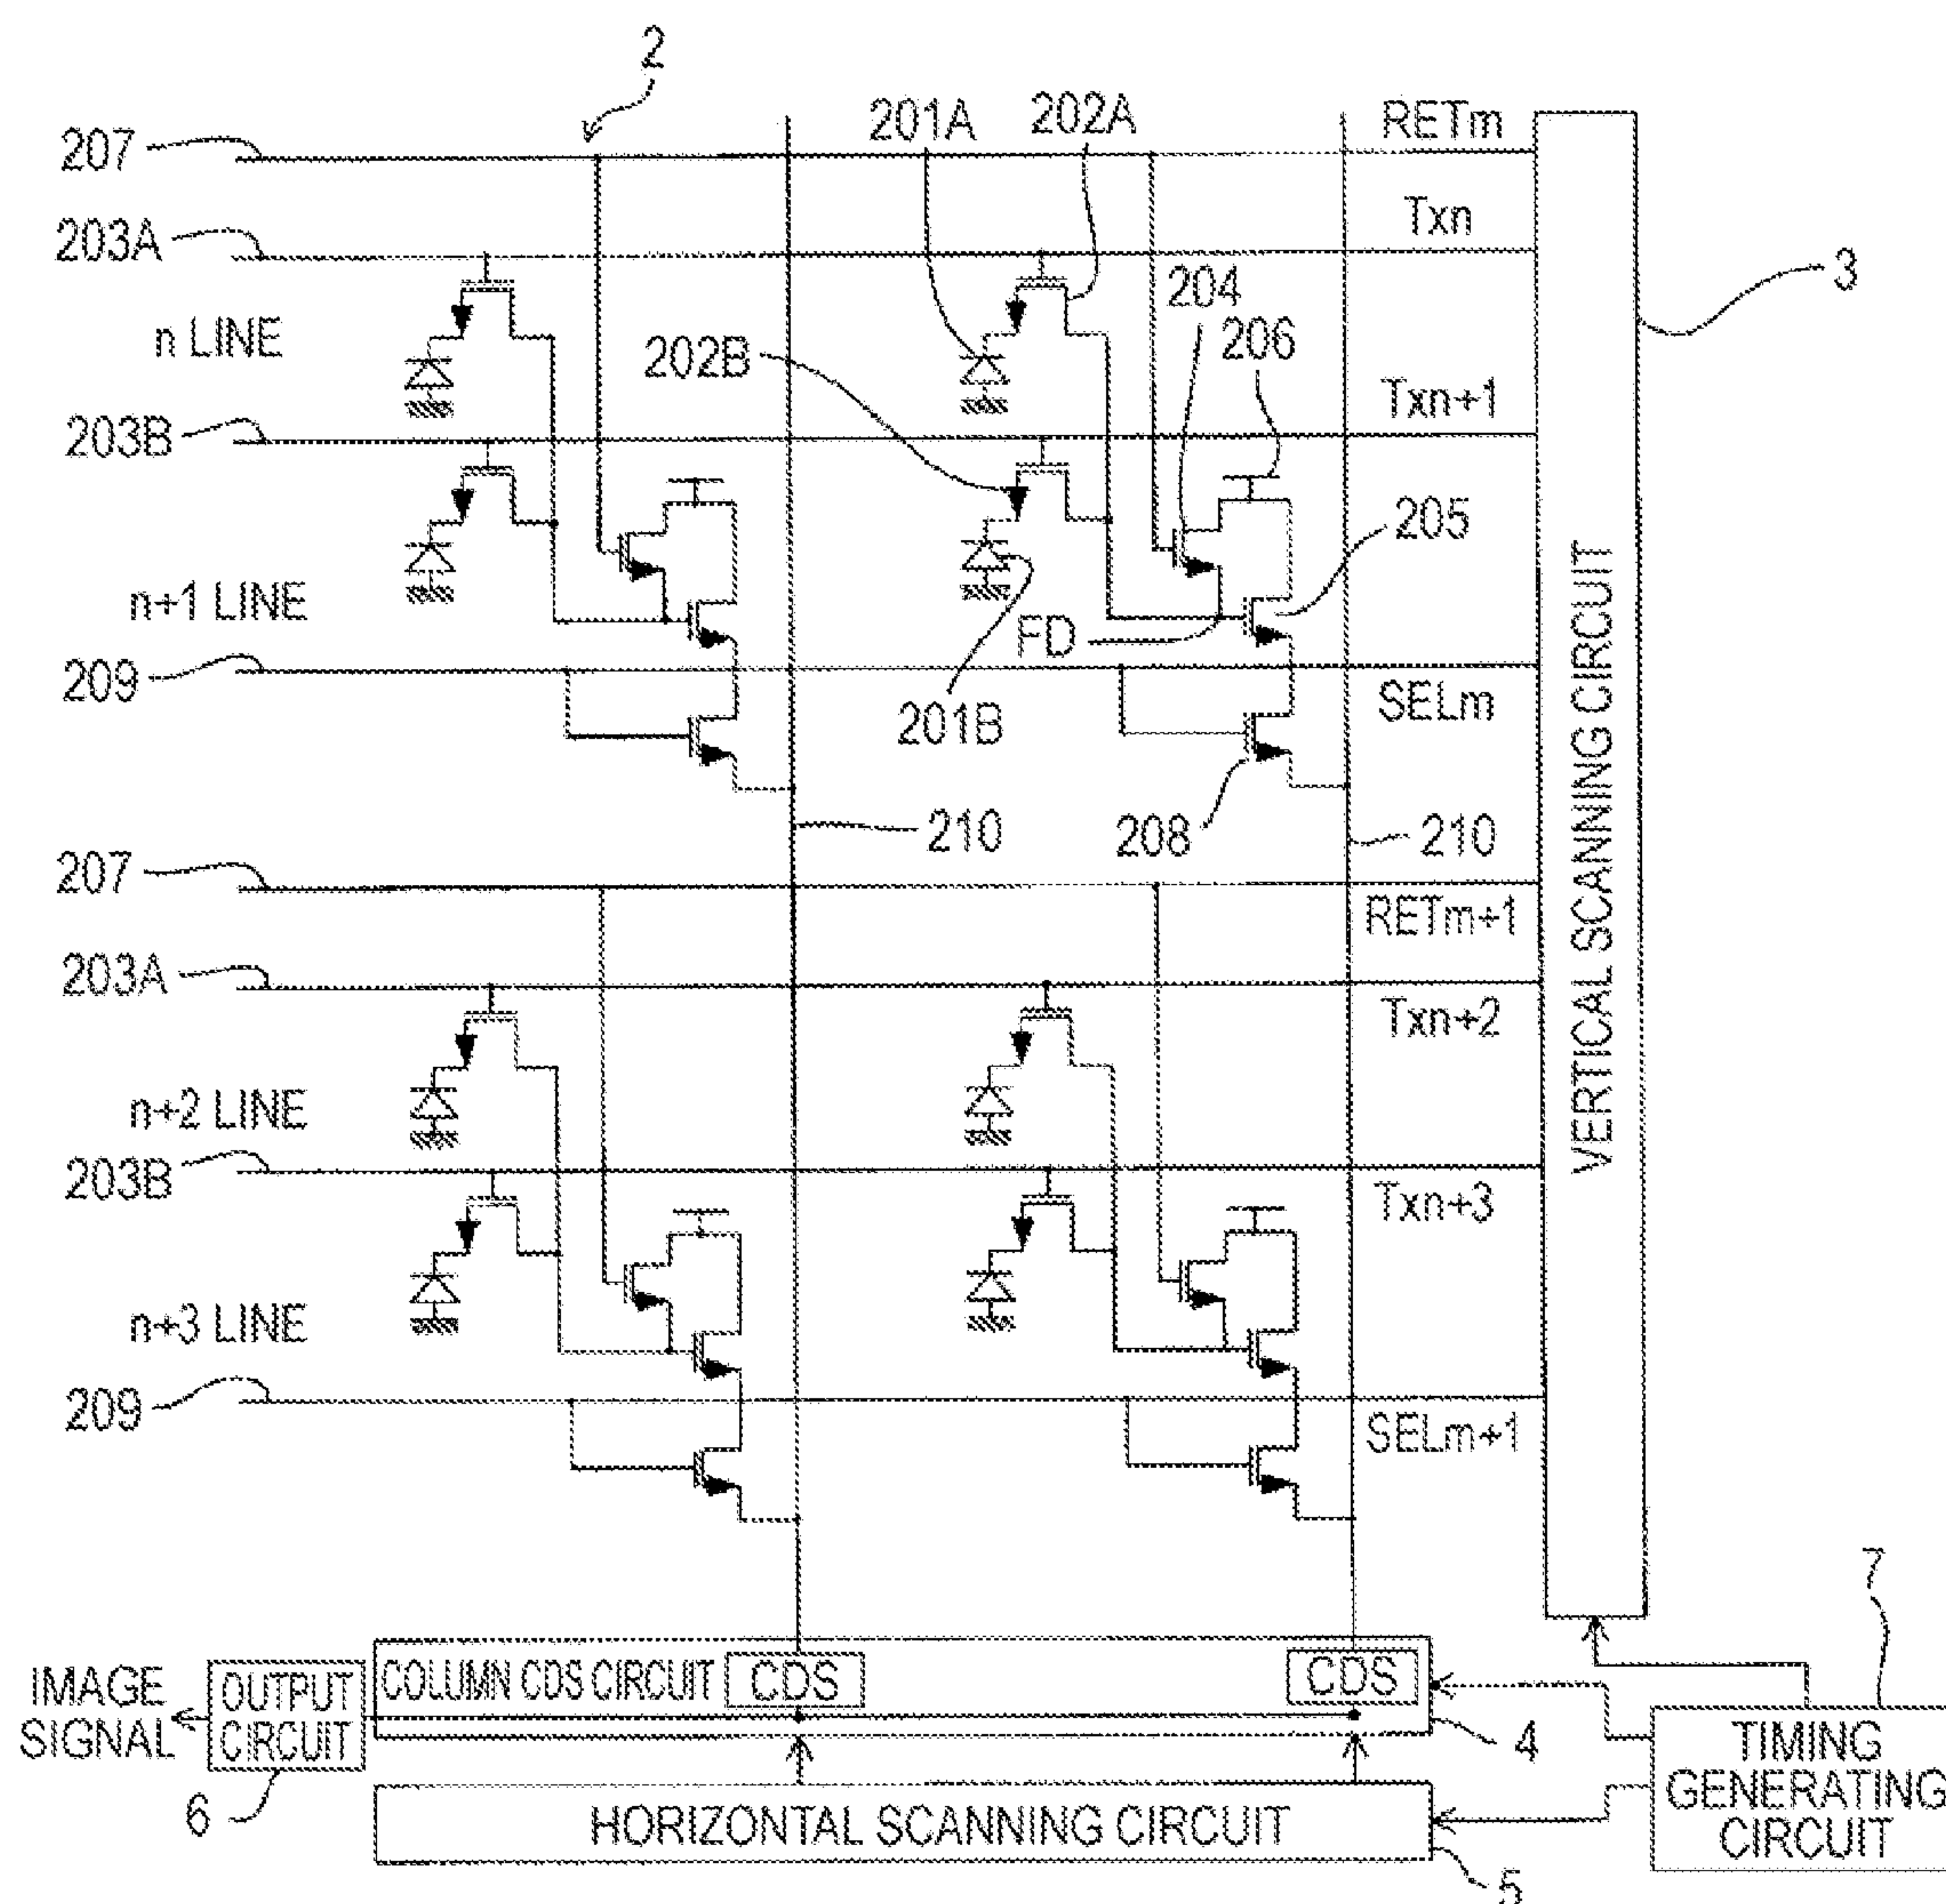 2
201A 202A RETm
207
Txn
203A
3
204
206
n LINE
202B
Txn+1
203B
205
n+1 LINE
FD
209
SELm
201B
VERTICAL SCANNING CIRCUIT
210
208
210
207
RETm+1
203A
Txn+2
n+2 LINE
203B
Txn+3
n+3 LINE
209
SELm+1
7
IMAGE
SIGNAL
OUTPUT
CIRCUIT
COLUMN CDS CIRCUIT CDS CDS
4
TIMING
GENERATING
CIRCUIT
6
HORIZONTAL SCANNING CIRCUIT
5